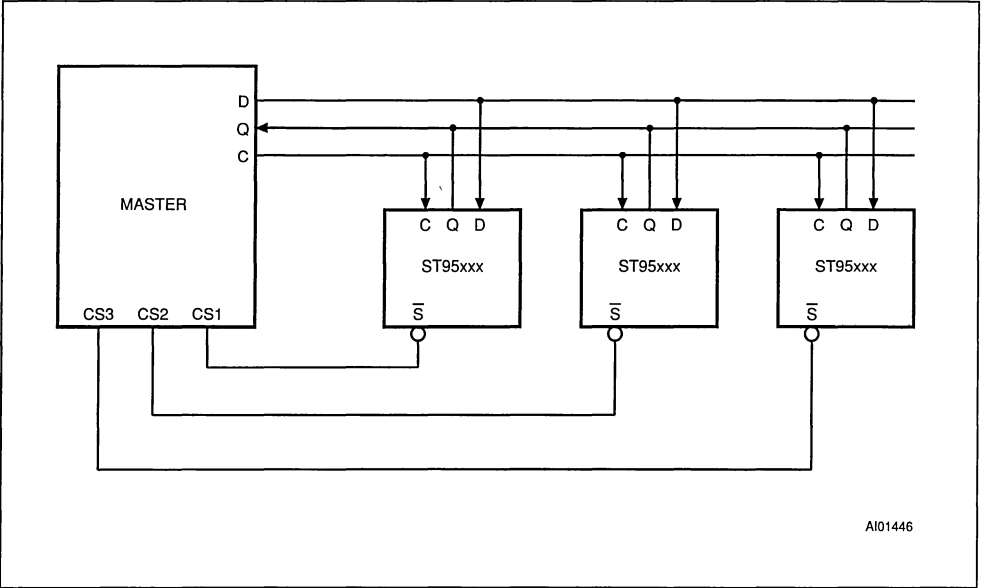 D
Q
C
MASTER
CS3 CS2 CS1
C Q D
ST95xxx
S̅
C Q D
ST95xxx
S̅
C Q D
ST95xxx
S̅
AI01446